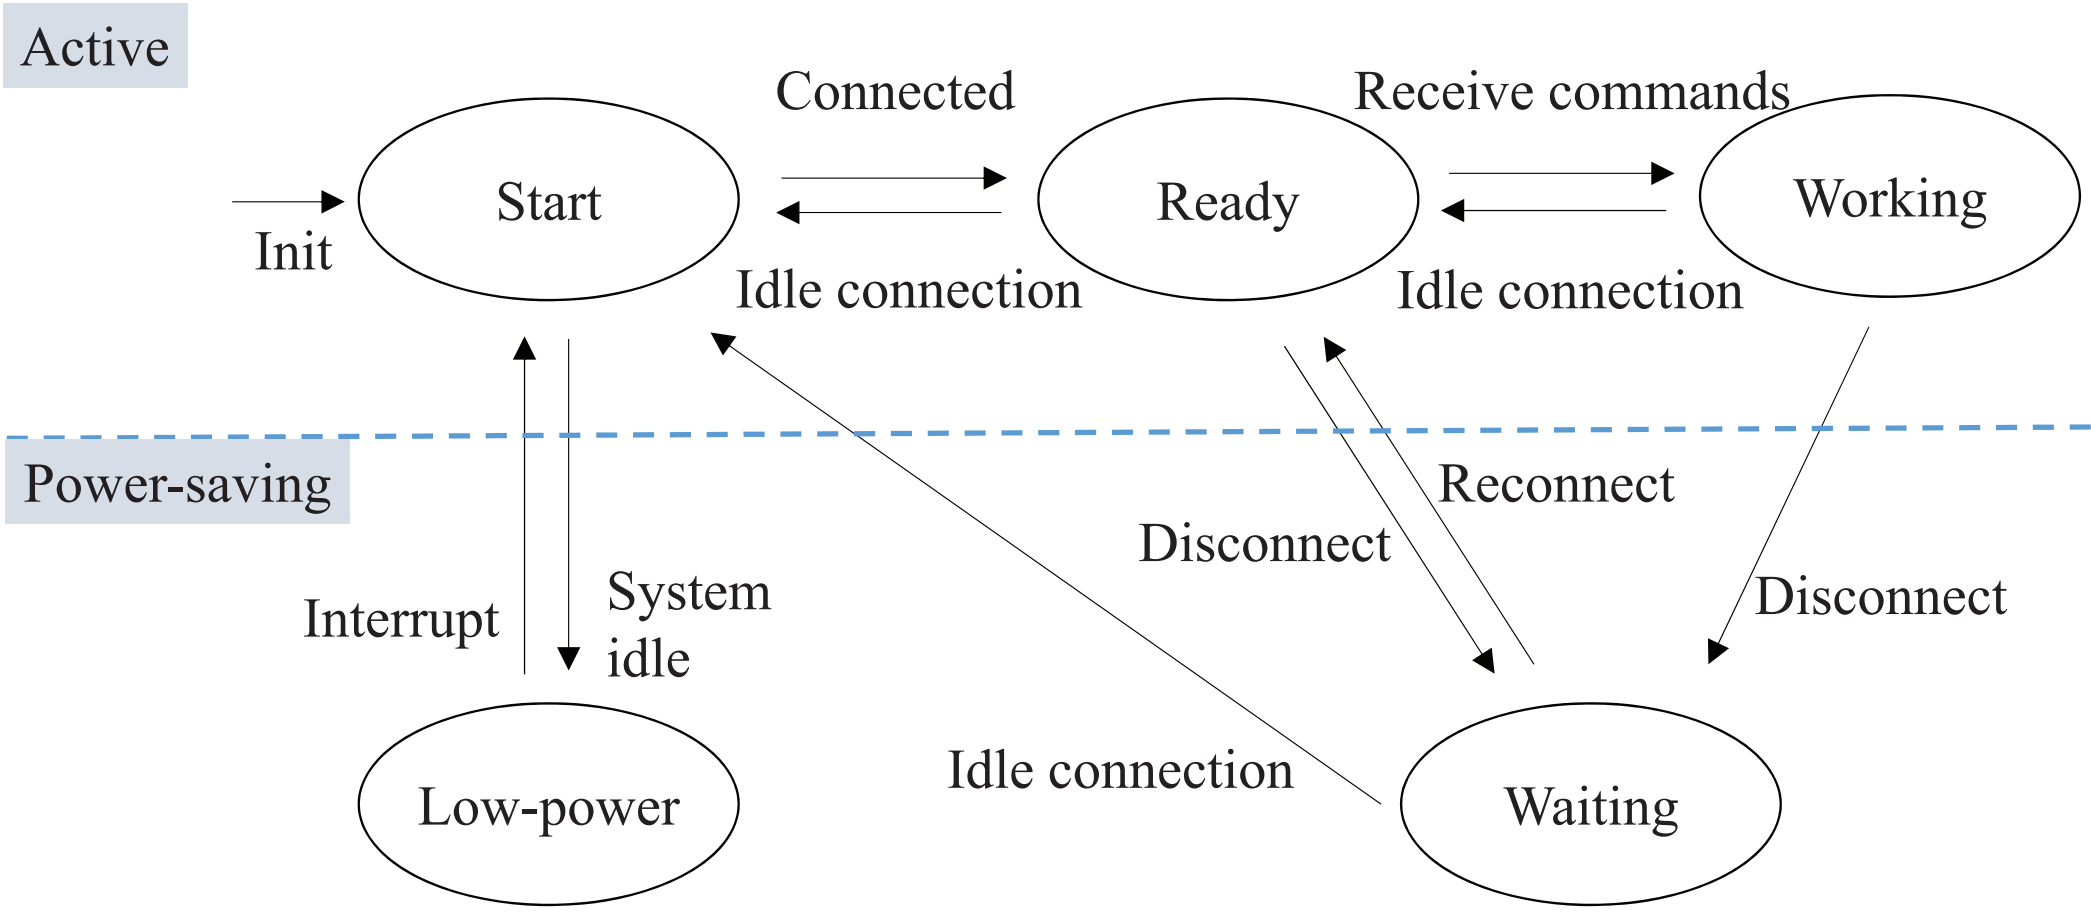 Active
Connected
Receive commands
Start
Ready
Working
Init
Idle connection
Idle connection
Power-saving
Reconnect
Disconnect
Interrupt
System
idle
Disconnect
Idle connection
Low-power
Waiting